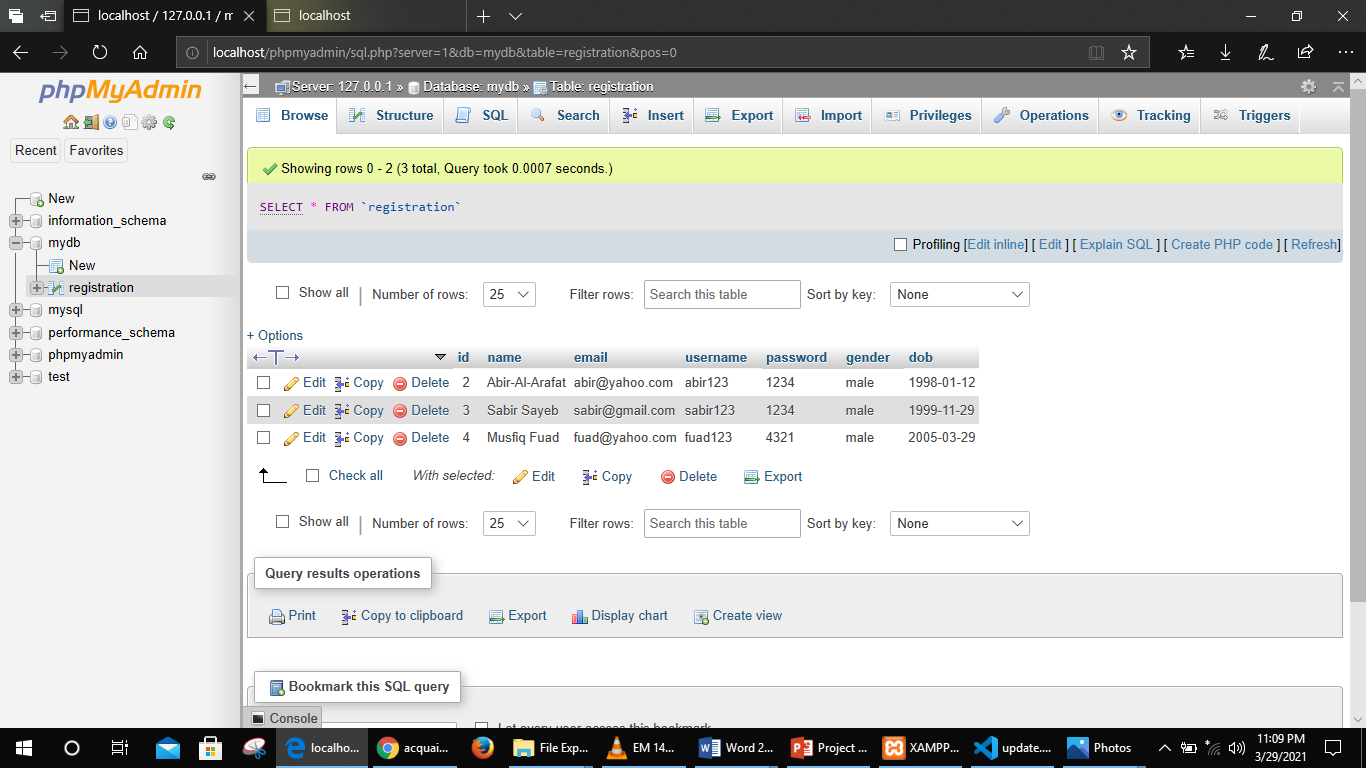 localhost / 127.0.0.1 / m
localhost
localhost/phpmyadmin/sql.php?server=1&db=mydb&table=registration&pos=0
phpMyAdmin
Recent Favorites
New
information_schema
mydb
New
registration
mysql
performance_schema
phpmyadmin
test
Server: 127.0.0.1 » Database: mydb » Table: registration
Browse Structure SQL Search Insert Export Import Privileges Operations Tracking Triggers
Showing rows 0 - 2 (3 total, Query took 0.0007 seconds.)
SELECT * FROM `registration`
Profiling [Edit inline] [ Edit ] [ Explain SQL ] [ Create PHP code ] [ Refresh]
Show all | Number of rows: 25 Filter rows: Search this table Sort by key: None
+ Options
id name email username password gender dob
Edit Copy Delete 2 Abir-Al-Arafat abir@yahoo.com abir123 1234 male 1998-01-12
Edit Copy Delete 3 Sabir Sayeb sabir@gmail.com sabir123 1234 male 1999-11-29
Edit Copy Delete 4 Musfiq Fuad fuad@yahoo.com fuad123 4321 male 2005-03-29
Check all With selected: Edit Copy Delete Export
Show all | Number of rows: 25 Filter rows: Search this table Sort by key: None
Query results operations
Print Copy to clipboard Export Display chart Create view
Bookmark this SQL query
Console
Let every user access this bookmark
localho... acquai... File Exp... EM 14... Word 2... Project ... XAMPP... update.... Photos
11:09 PM
3/29/2021